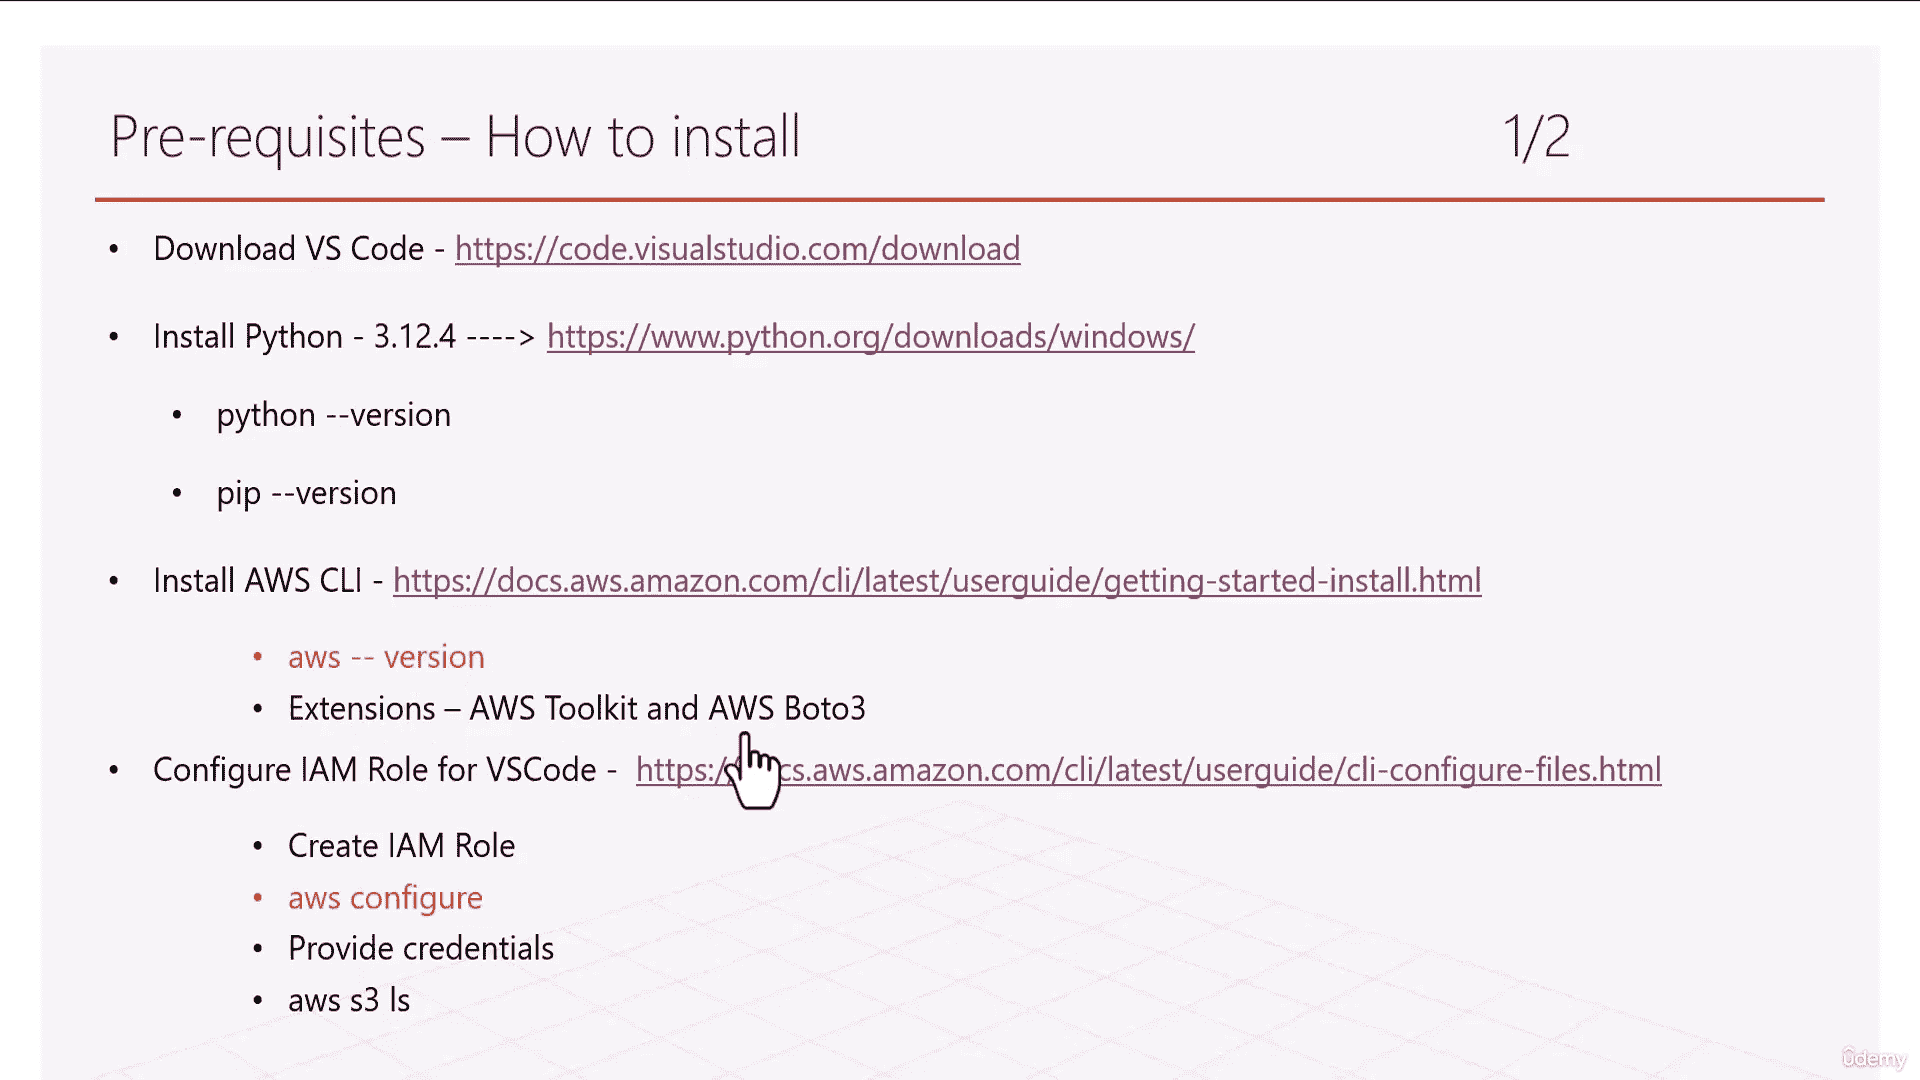 Pre-requisites – How to install 1/2
• Download VS Code - https://code.visualstudio.com/download
• Install Python - 3.12.4 ----> https://www.python.org/downloads/windows/
• python --version
• pip --version
• Install AWS CLI - https://docs.aws.amazon.com/cli/latest/userguide/getting-started-install.html
• aws -- version
• Extensions – AWS Toolkit and AWS Boto3
• Configure IAM Role for VSCode - https:/ cs.aws.amazon.com/cli/latest/userguide/cli-configure-files.html
• Create IAM Role
• aws configure
• Provide credentials
• aws s3 ls
ûdemy